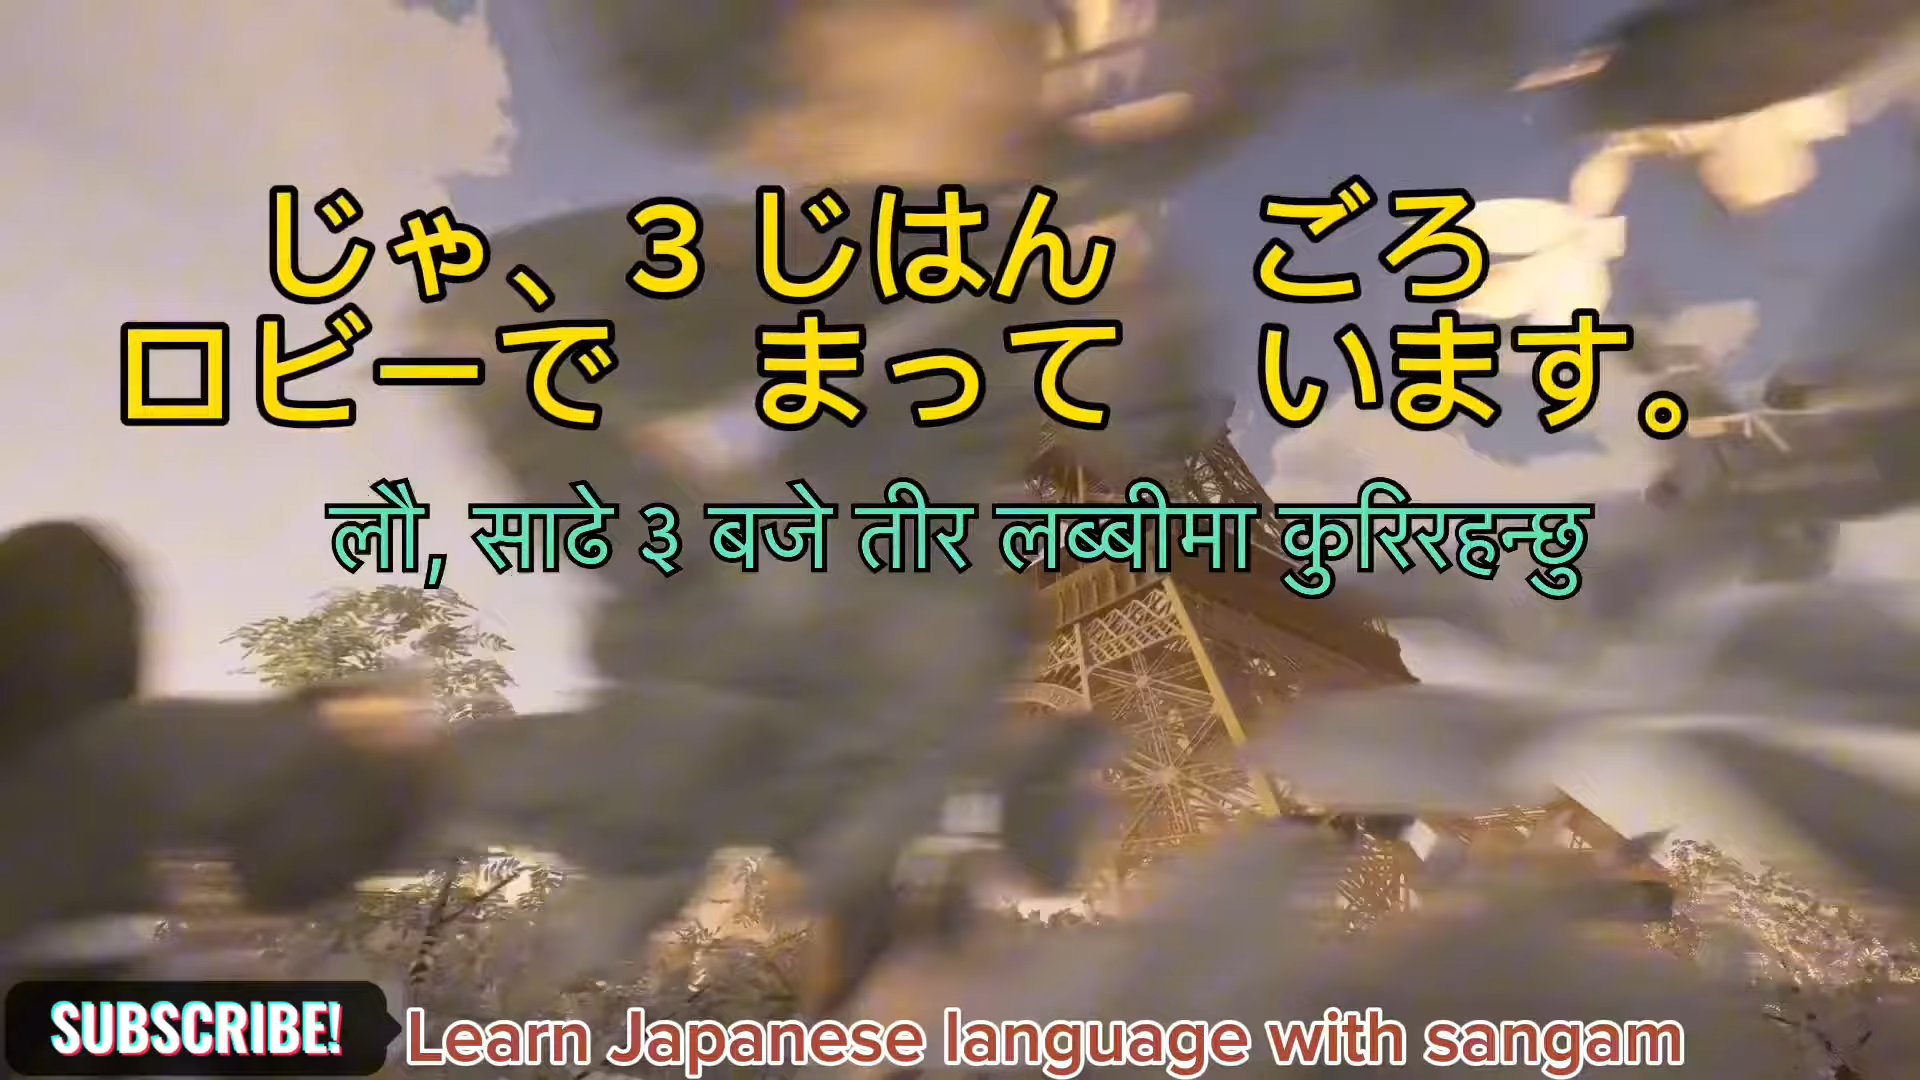 じゃ、3 じはん　ごろ
ロビーで　まって　います。
लौ, साढे ३ बजे तीर लब्बीमा कुरिरहन्छु
SUBSCRIBE!
Learn Japanese language with sangam